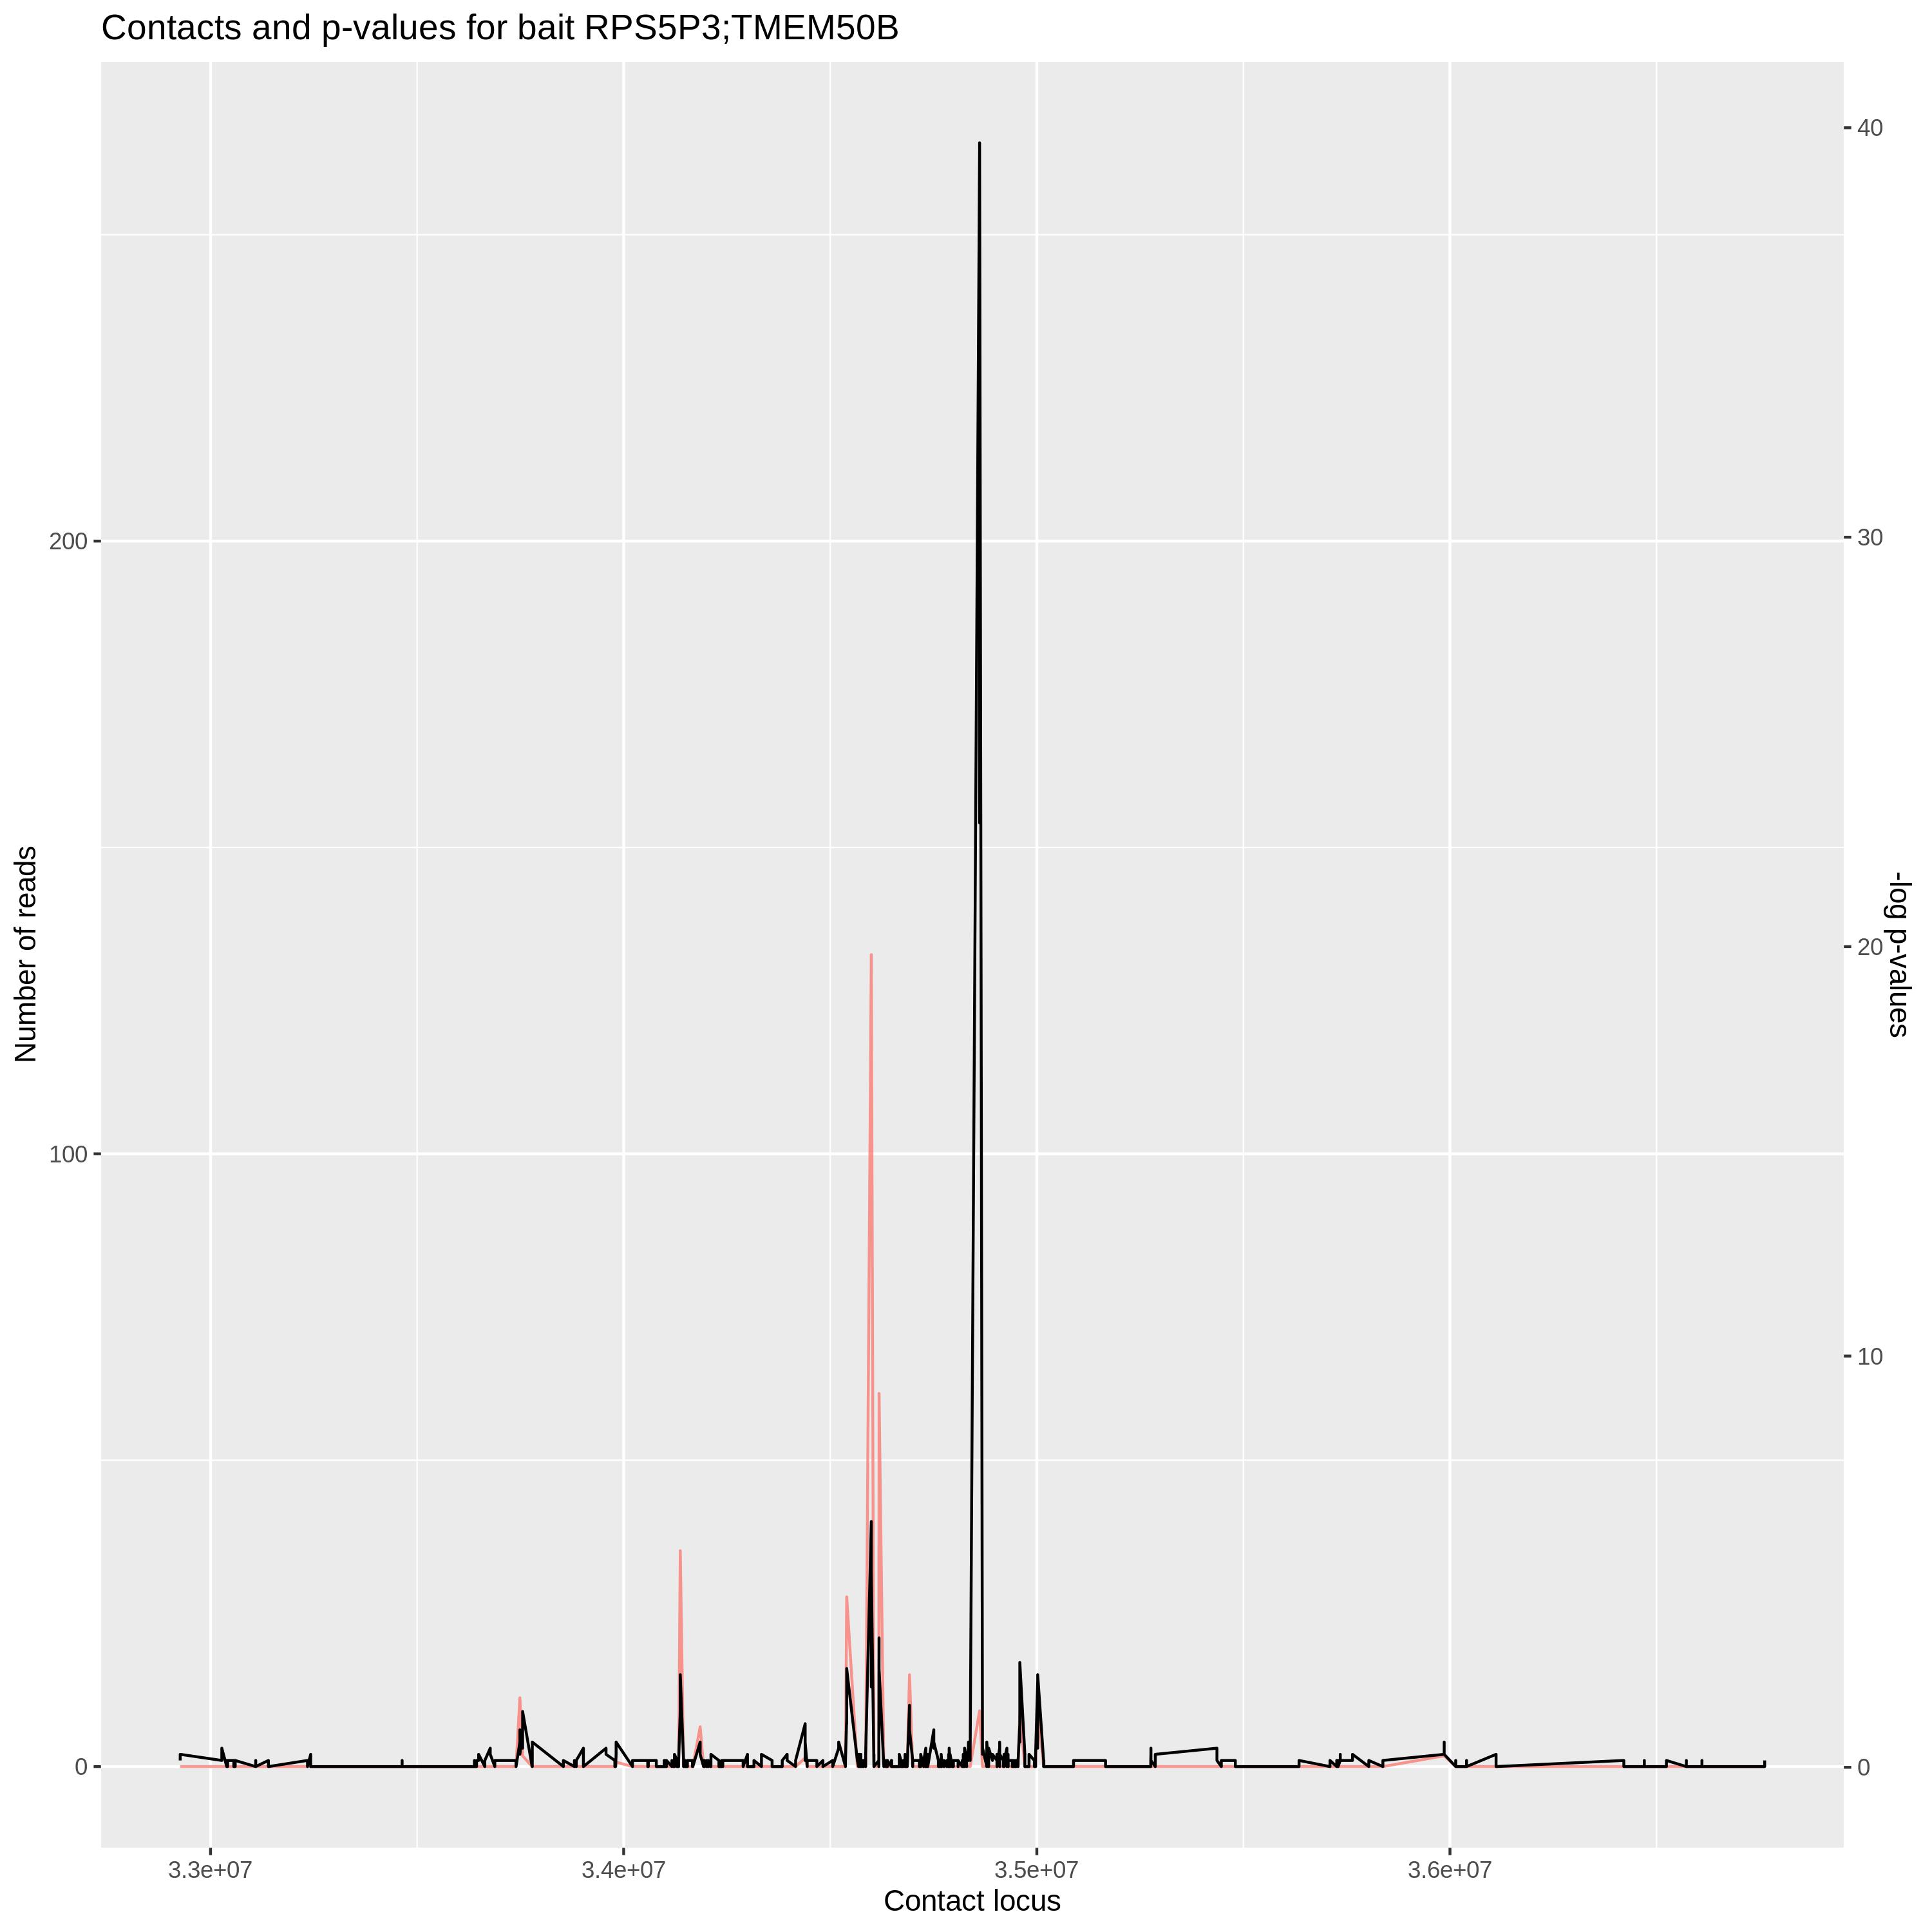 Contacts and p-values for bait RPS5P3;TMEM50B
Number of reads
200
100
0
40
30
20
10
0
-log p-values
3.3e+07
3.4e+07
3.5e+07
3.6e+07
Contact locus